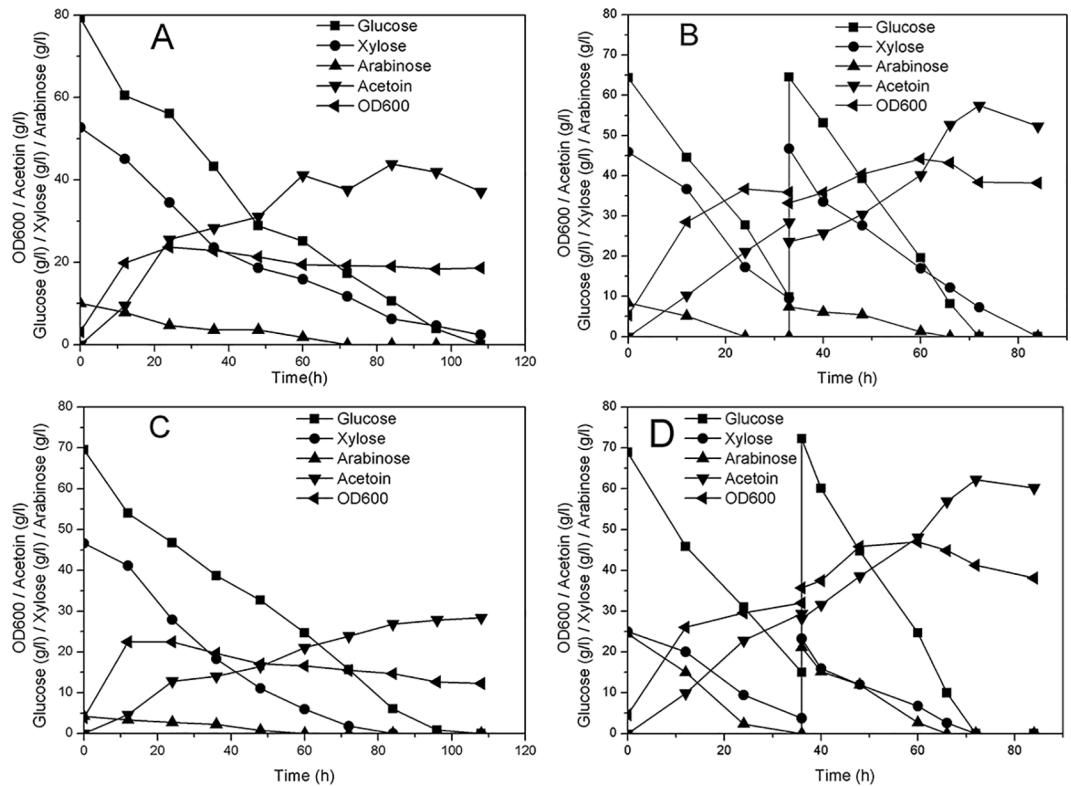 A
Glucose
Xylose
Arabinose
Acetoin
OD600
OD600 / Acetoin (g/l)
Glucose (g/l) / Xylose (g/l) / Arabinose (g/l)
80
60
40
20
0
0 20 40 60 80 100 120
Time(h)
B
Glucose
Xylose
Arabinose
Acetoin
OD600
OD600 / Acetoin (g/l)
Glucose (g/l) / Xylose (g/l) / Arabinose (g/l)
80
70
60
50
40
30
20
10
0
0 20 40 60 80
Time (h)
C
Glucose
Xylose
Arabinose
Acetoin
OD600
OD600 / Acetoin (g/l)
Glucose (g/l) / Xylose (g/l) / Arabinose (g/l)
80
70
60
50
40
30
20
10
0
0 20 40 60 80 100 120
Time (h)
D
Glucose
Xylose
Arabinose
Acetoin
OD600
OD600 / Acetoin (g/l)
Glucose (g/l) / Xylose (g/l) / Arabinose (g/l)
80
70
60
50
40
30
20
10
0
0 20 40 60 80
Time (h)